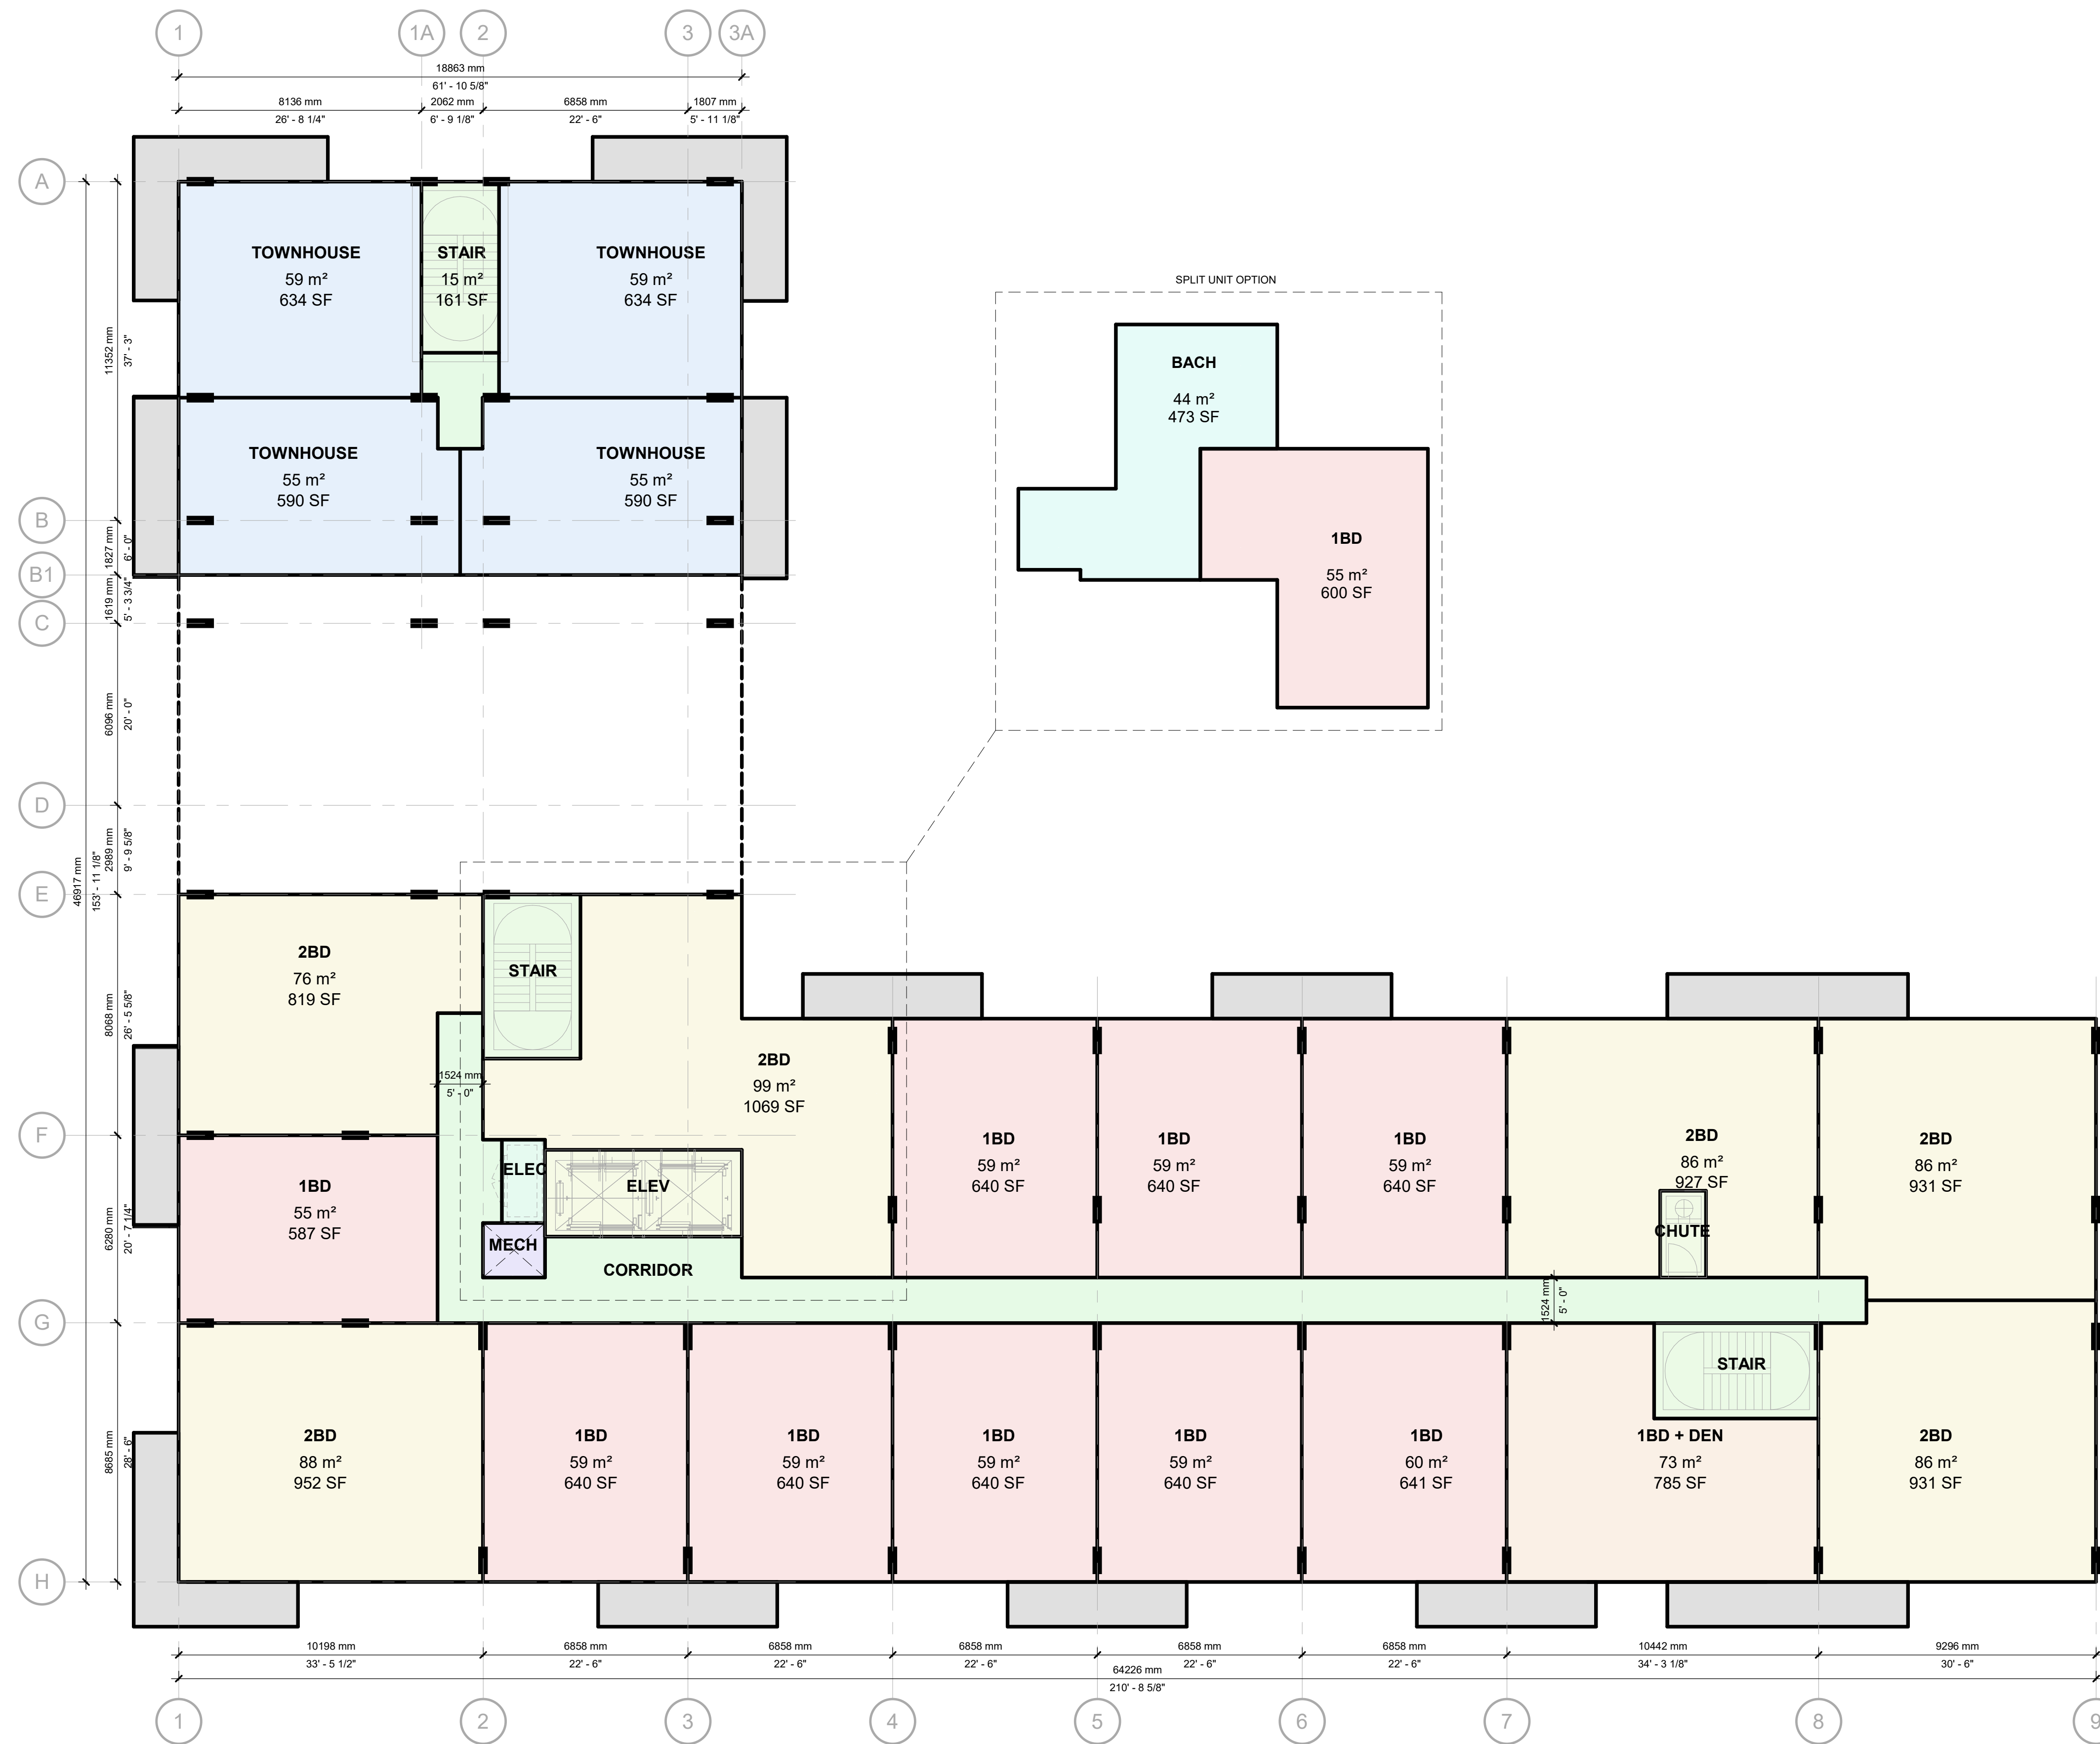 1 1A 2 3 3A
18863 mm
61' - 10 5/8"
8136 mm 2062 mm 6858 mm 1807 mm
26' - 8 1/4" 6' - 9 1/8" 22' - 6" 5' - 11 1/8"
A
TOWNHOUSE
59 m²
634 SF
STAIR
15 m²
161 SF
TOWNHOUSE
59 m²
634 SF
SPLIT UNIT OPTION
11352 mm
37' - 3"
BACH
44 m²
473 SF
TOWNHOUSE
55 m²
590 SF
TOWNHOUSE
55 m²
590 SF
B
1827 mm
6' - 0"
1BD
55 m²
600 SF
B1
1619 mm
5' - 3 3/4"
C
6096 mm
20' - 0"
D
2989 mm
9' - 9 5/8"
46917 mm
153' - 11 1/8"
E
2BD
76 m²
819 SF
STAIR
8068 mm
26' - 5 5/8"
1524 mm
5' - 0"
2BD
99 m²
1069 SF
F
1BD
59 m²
640 SF
1BD
59 m²
640 SF
1BD
59 m²
640 SF
2BD
86 m²
927 SF
2BD
86 m²
931 SF
ELEC
ELEV
1BD
55 m²
587 SF
6280 mm
20' - 7 1/4"
CHUTE
MECH
CORRIDOR
1524 mm
5' - 0"
G
STAIR
8685 mm
28' - 6"
2BD
88 m²
952 SF
1BD
59 m²
640 SF
1BD
59 m²
640 SF
1BD
59 m²
640 SF
1BD
59 m²
640 SF
1BD
60 m²
641 SF
1BD + DEN
73 m²
785 SF
2BD
86 m²
931 SF
H
10198 mm 6858 mm 6858 mm 6858 mm 6858 mm 6858 mm 10442 mm 9296 mm
33' - 5 1/2" 22' - 6" 22' - 6" 22' - 6" 22' - 6" 22' - 6" 34' - 3 1/8" 30' - 6"
64226 mm
210' - 8 5/8"
1 2 3 4 5 6 7 8 9